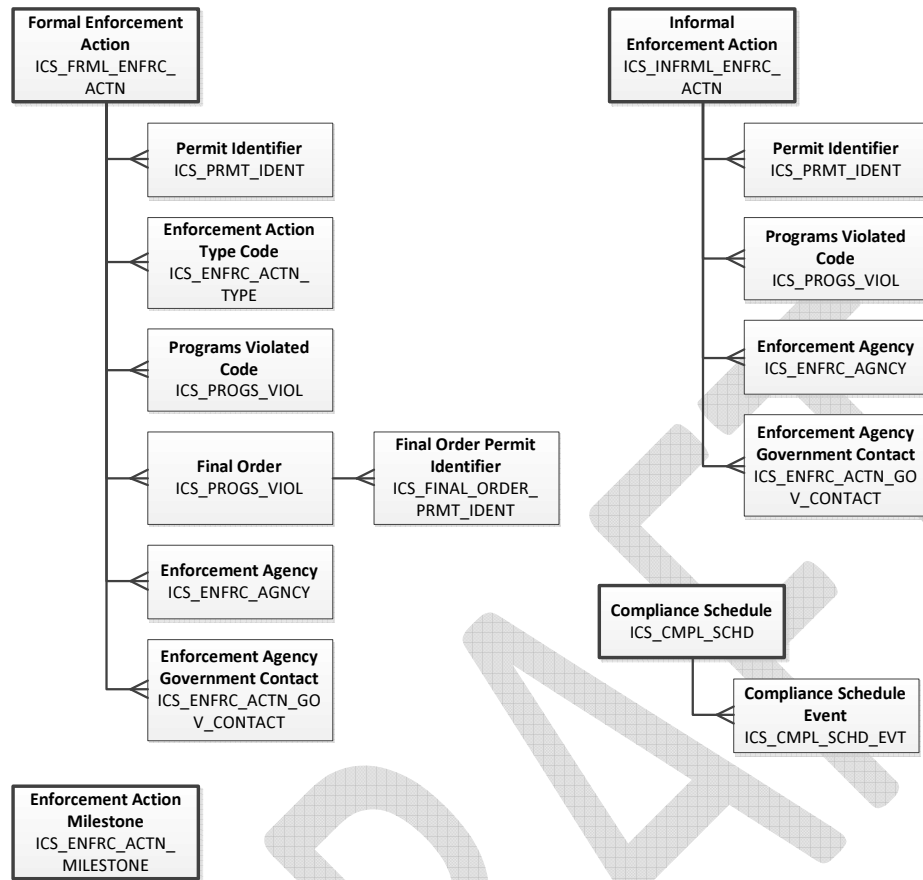 Formal Enforcement
Action
ICS_FRML_ENFRC_
ACTN
Permit Identifier
ICS_PRMT_IDENT
Enforcement Action
Type Code
ICS_ENFRC_ACTN_
TYPE
Programs Violated
Code
ICS_PROGS_VIOL
Final Order
ICS_PROGS_VIOL
Final Order Permit
Identifier
ICS_FINAL_ORDER_
PRMT_IDENT
Enforcement Agency
ICS_ENFRC_AGNCY
Enforcement Agency
Government Contact
ICS_ENFRC_ACTN_GO
V_CONTACT
Enforcement Action
Milestone
ICS_ENFRC_ACTN_
MILESTONE
Informal
Enforcement Action
ICS_INFRML_ENFRC_
ACTN
Permit Identifier
ICS_PRMT_IDENT
Programs Violated
Code
ICS_PROGS_VIOL
Enforcement Agency
ICS_ENFRC_AGNCY
Enforcement Agency
Government Contact
ICS_ENFRC_ACTN_GO
V_CONTACT
Compliance Schedule
ICS_CMPL_SCHD
Compliance Schedule
Event
ICS_CMPL_SCHD_EVT
DRAFT